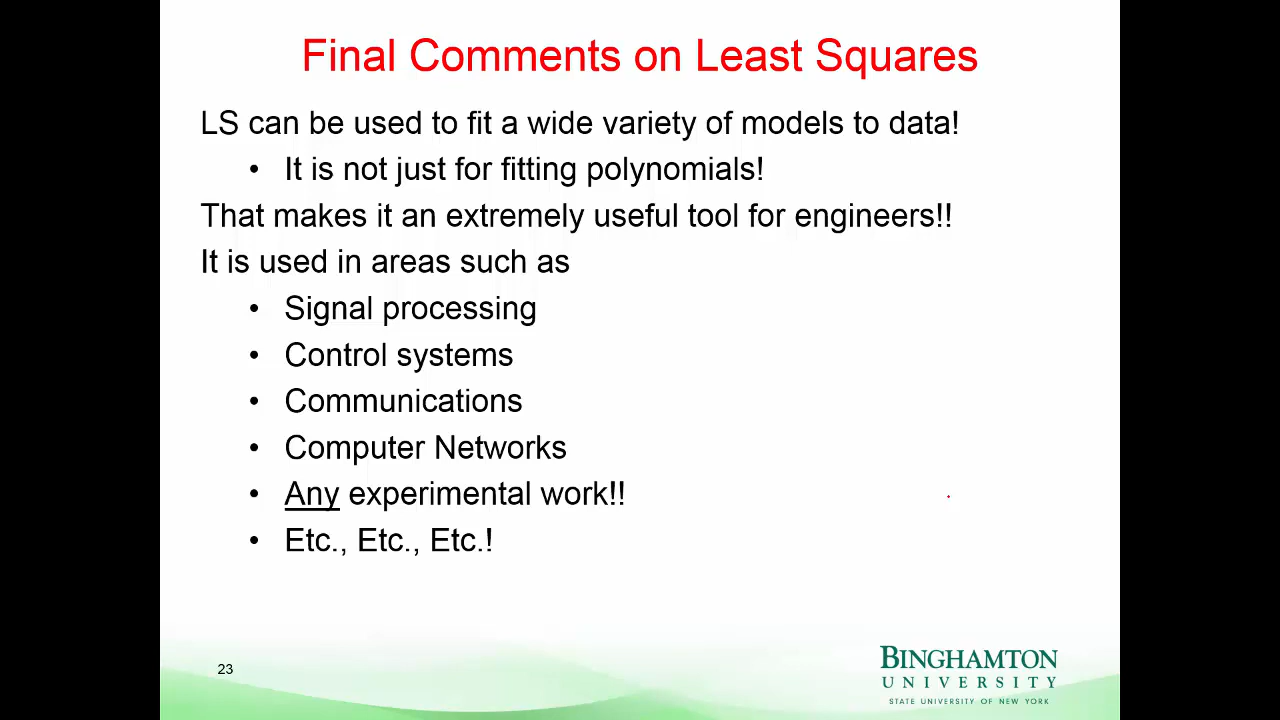 Final Comments on Least Squares
LS can be used to fit a wide variety of models to data!
• It is not just for fitting polynomials!
That makes it an extremely useful tool for engineers!!
It is used in areas such as
• Signal processing
• Control systems
• Communications
• Computer Networks
• Any experimental work!!
• Etc., Etc., Etc.!
23
BINGHAMTON
UNIVERSITY
STATE UNIVERSITY OF NEW YORK